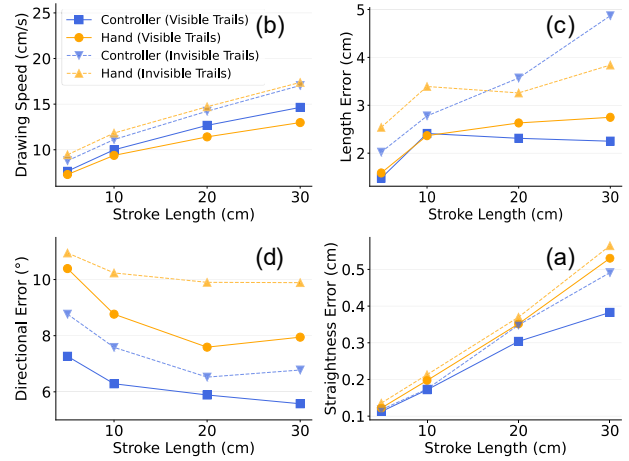 Drawing Speed (cm/s)
25
20
15
10
(b)
Controller (Visible Trails)
Hand (Visible Trails)
Controller (Invisible Trails)
Hand (Invisible Trails)
10
20
30
Stroke Length (cm)
Length Error (cm)
5
4
3
2
(c)
10
20
30
Stroke Length (cm)
Directional Error (°)
10
8
6
(d)
10
20
30
Stroke Length (cm)
Straightness Error (cm)
0.5
0.4
0.3
0.2
0.1
(a)
10
20
30
Stroke Length (cm)